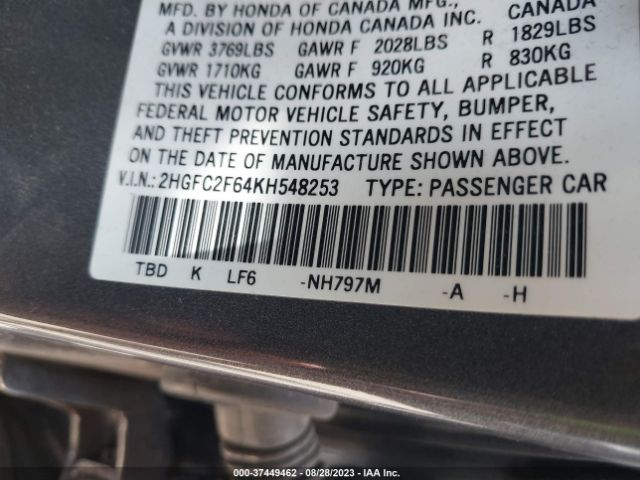 MFD. BY HONDA OF CANADA MFG., CANADA
A DIVISION OF HONDA CANADA INC.
GVWR 3769LBS GAWR F 2028LBS R 1829LBS
GVWR 1710KG GAWR F 920KG R 830KG
THIS VEHICLE CONFORMS TO ALL APPLICABLE
FEDERAL MOTOR VEHICLE SAFETY, BUMPER,
AND THEFT PREVENTION STANDARDS IN EFFECT
ON THE DATE OF MANUFACTURE SHOWN ABOVE.
V.I.N.: 2HGFC2F64KH548253 TYPE: PASSENGER CAR
TBD K LF6 -NH797M -A -H
000-37449462 - 08/28/2023 - IAA Inc.